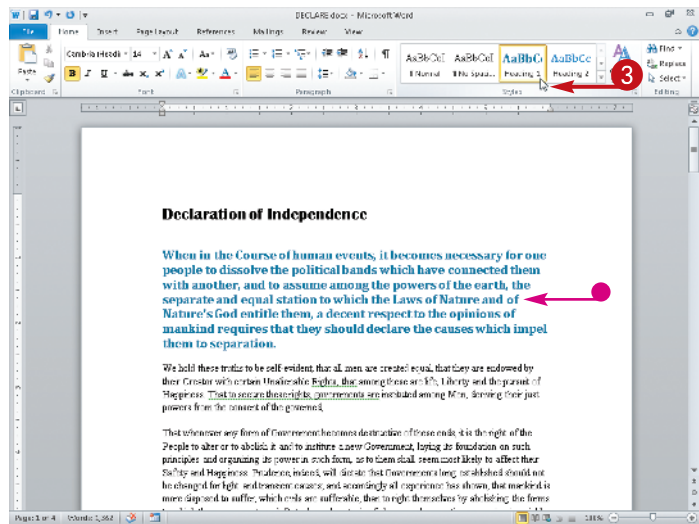 DECLARE.docx - Microsoft Word
File Home Insert Page Layout References Mailings Review View
Cambria (Headi 14
Paste
B I U
AaBbCcI AaBbCcI AaBbC AaBbCc
¶ Normal ¶ No Spaci... Heading 1 Heading 2
Find
Replace
Select
3
Clipboard Font Paragraph Styles Editing
Declaration of Independence
When in the Course of human events, it becomes necessary for one
people to dissolve the political bands which have connected them
with another, and to assume among the powers of the earth, the
separate and equal station to which the Laws of Nature and of
Nature's God entitle them, a decent respect to the opinions of
mankind requires that they should declare the causes which impel
them to separation.
We hold these truths to be self-evident, that all men are created equal, that they are endowed by
their Creator with certain Unalienable Rights, that among these are life, Liberty and the pursuit of
Happiness. That to secure these rights, governments are instituted among Men, deriving their just
powers from the consent of the governed,
That whenever any form of Government becomes destructive of these ends, it is the right of the
People to alter or to abolish it and to institute a new Government, laying its foundation on such
principles and organizing its power in such form, as to them shall seem most likely to affect their
Safety and Happiness. Prudence, indeed, will dictate that Governments long established should not
be changed for light and transient causes, and accordingly all experience has shown, that mankind is
more disposed to suffer, which evils are sufferable, than to right themselves by abolishing the forms
Page: 1 of 4 Words: 1,362